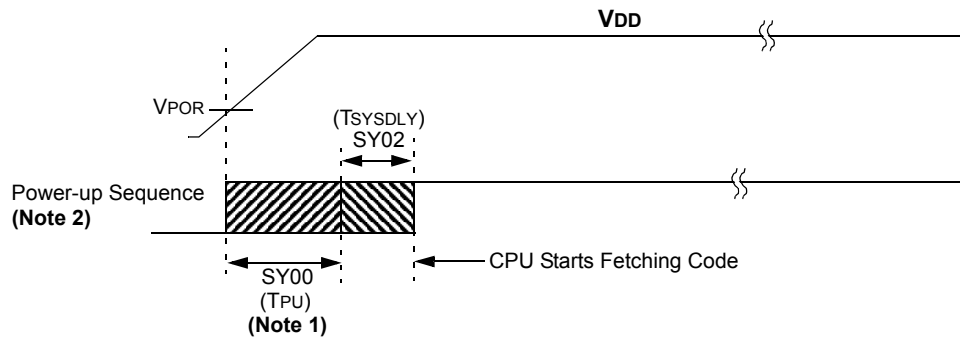 VDD
VPOR
(TSYSDLY)
SY02
Power-up Sequence
(Note 2)
CPU Starts Fetching Code
SY00
(TPU)
(Note 1)